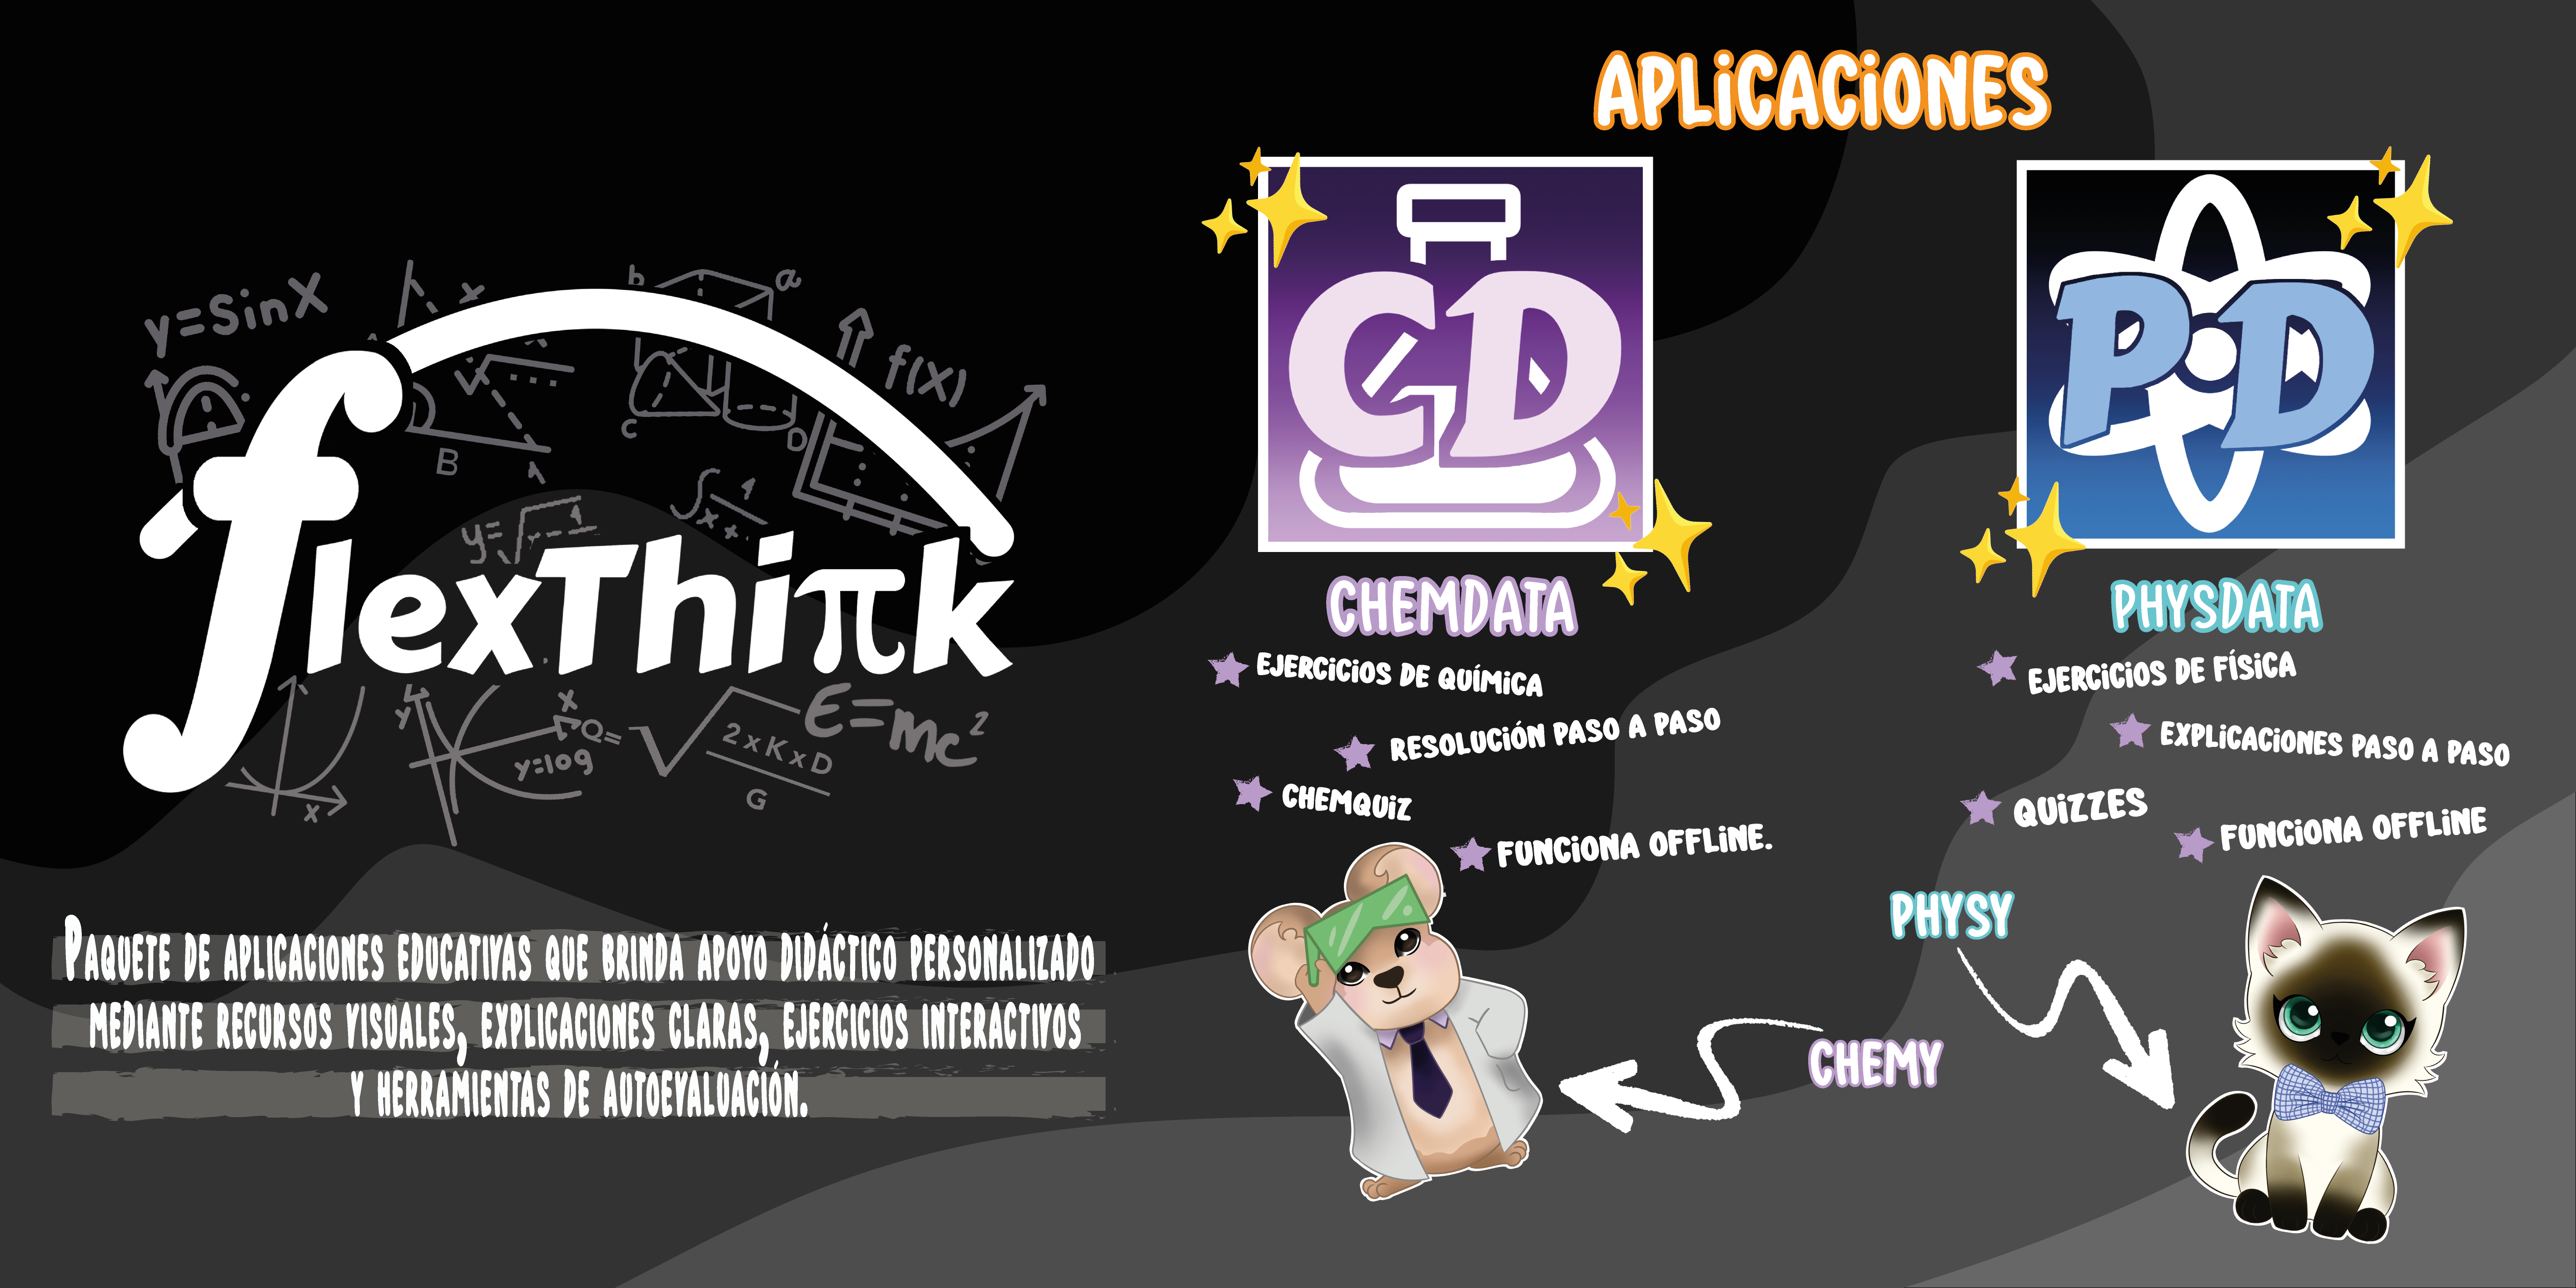 y=sinx
b
a
x
f(x)
B
C
D
y=√
flexThiπk
E=mc²
x
y
Q=
2xKxD
G
y=log
x
Paquete de aplicaciones educativas que brinda apoyo didáctico personalizado
mediante recursos visuales, explicaciones claras, ejercicios interactivos
y herramientas de autoevaluación.
APLiCACiONES
CD
CHEMDATA
EJERCiCiOS DE QUÍMiCA
RESOLUCiÓN PASO A PASO
CHEMQUiZ
FUNCiONA OFFLiNE.
CHEMY
PD
PHYSDATA
EJERCiCiOS DE FÍSiCA
EXPLiCACiONES PASO A PASO
QUiZZES
FUNCiONA OFFLiNE
PHYSY